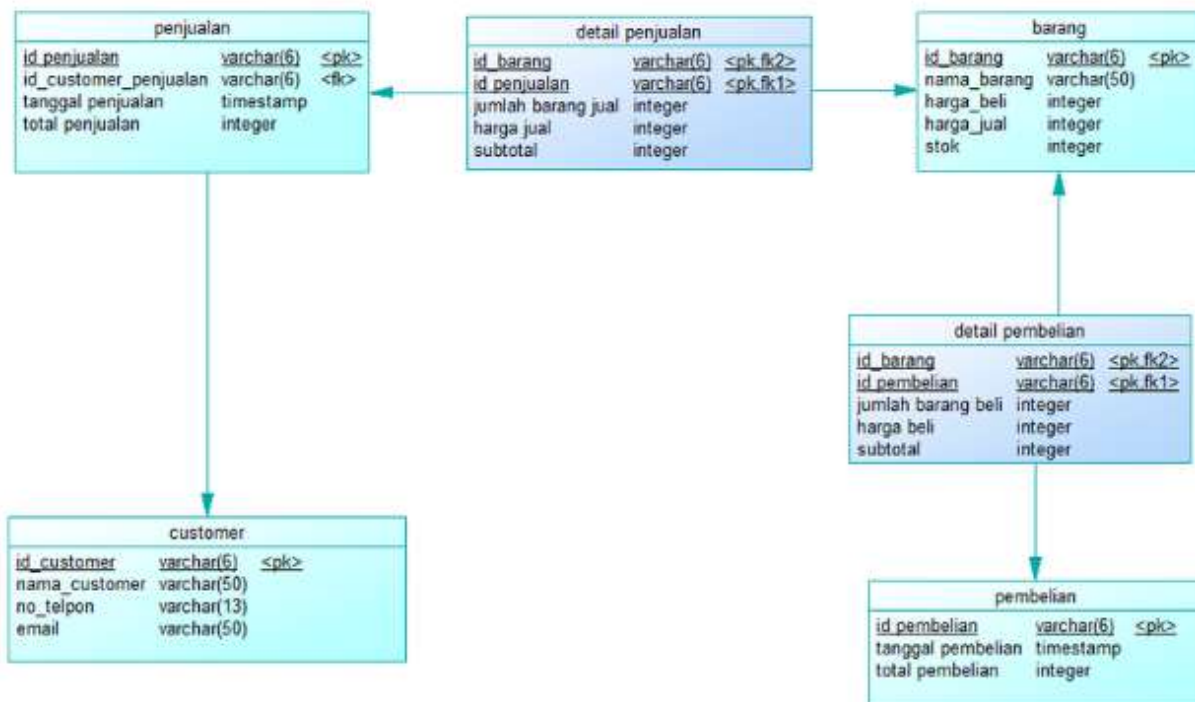 penjualan
id_penjualan varchar(6) <pk>
id_customer_penjualan varchar(6) <fk>
tanggal penjualan timestamp
total penjualan integer
detail penjualan
id_barang varchar(6) <pk.fk2>
id_penjualan varchar(6) <pk.fk1>
jumlah barang jual integer
harga jual integer
subtotal integer
barang
id_barang varchar(6) <pk>
nama_barang varchar(50)
harga_beli integer
harga_jual integer
stok integer
detail pembelian
id_barang varchar(6) <pk.fk2>
id pembelian varchar(6) <pk.fk1>
jumlah barang beli integer
harga beli integer
subtotal integer
customer
id_customer varchar(6) <pk>
nama_customer varchar(50)
no_telpon varchar(13)
email varchar(50)
pembelian
id pembelian varchar(6) <pk>
tanggal pembelian timestamp
total pembelian integer